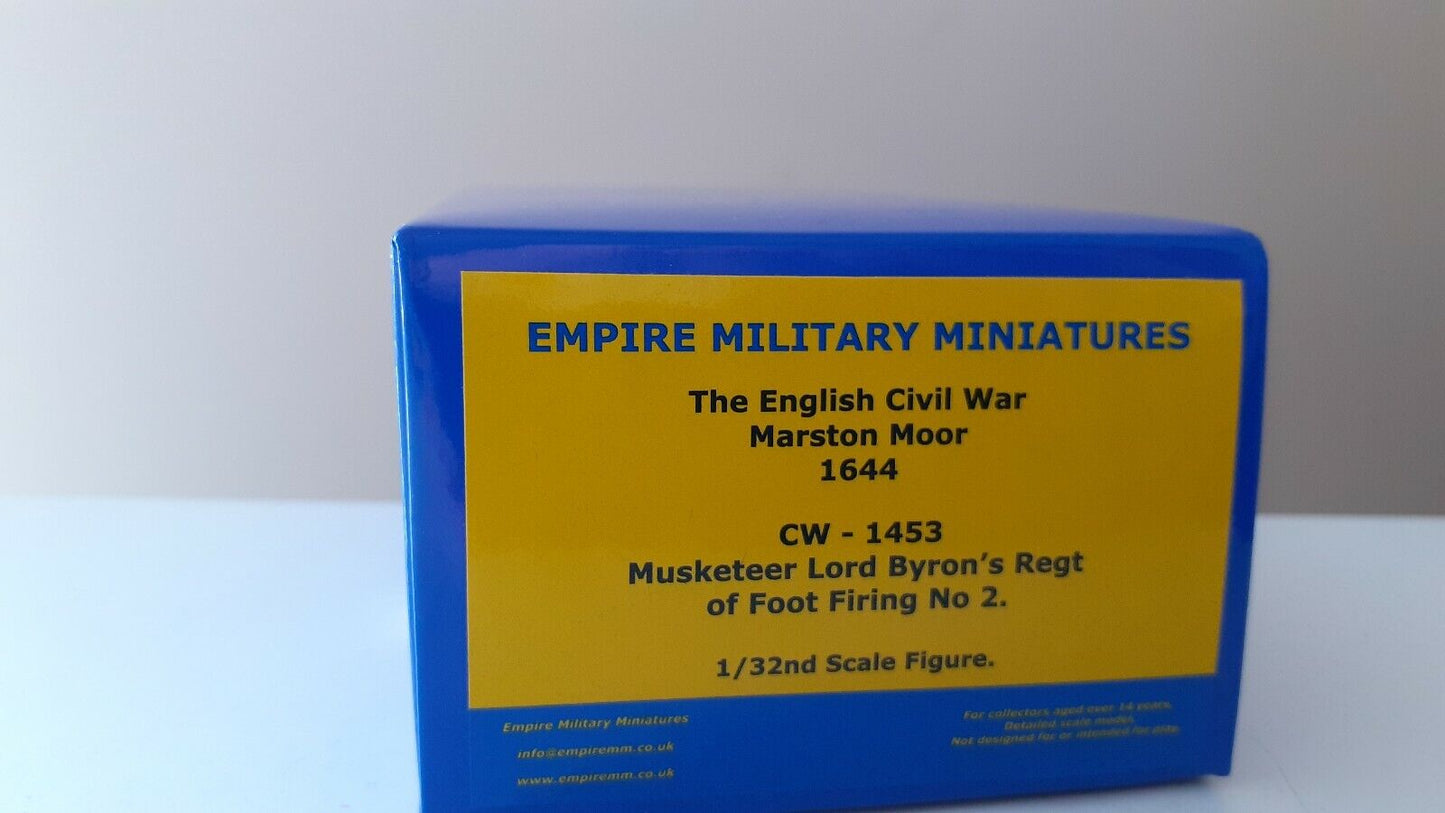 EMPIRE MILITARY MINIATURES
The English Civil War
Marston Moor
1644
CW - 1453
Musketeer Lord Byron's Regt
of Foot Firing No 2.
1/32nd Scale Figure.
Empire Military Miniatures
info@empiremm.co.uk
www.empiremm.co.uk
For collectors aged over 14 years.
Detailed scale model.
Not designed for or intended for play.